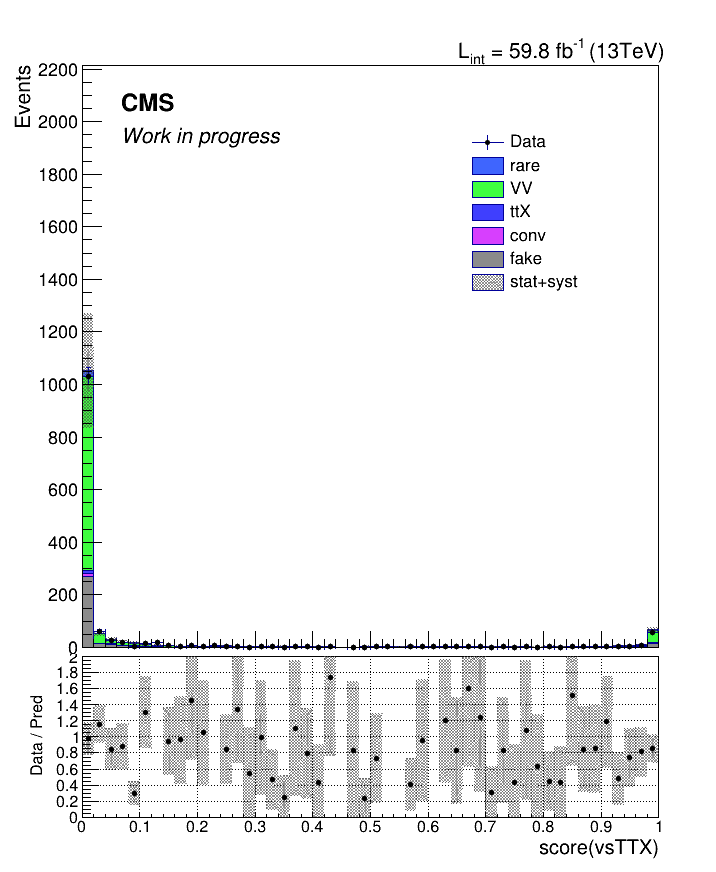 L_int = 59.8 fb^-1 (13TeV)
Events
2200
2000
1800
1600
1400
1200
1000
800
600
400
200
0
CMS
Work in progress
Data
rare
VV
ttX
conv
fake
stat+syst
Data / Pred
2
1.8
1.6
1.4
1.2
1
0.8
0.6
0.4
0.2
0
0 0.1 0.2 0.3 0.4 0.5 0.6 0.7 0.8 0.9 1
score(vsTTX)